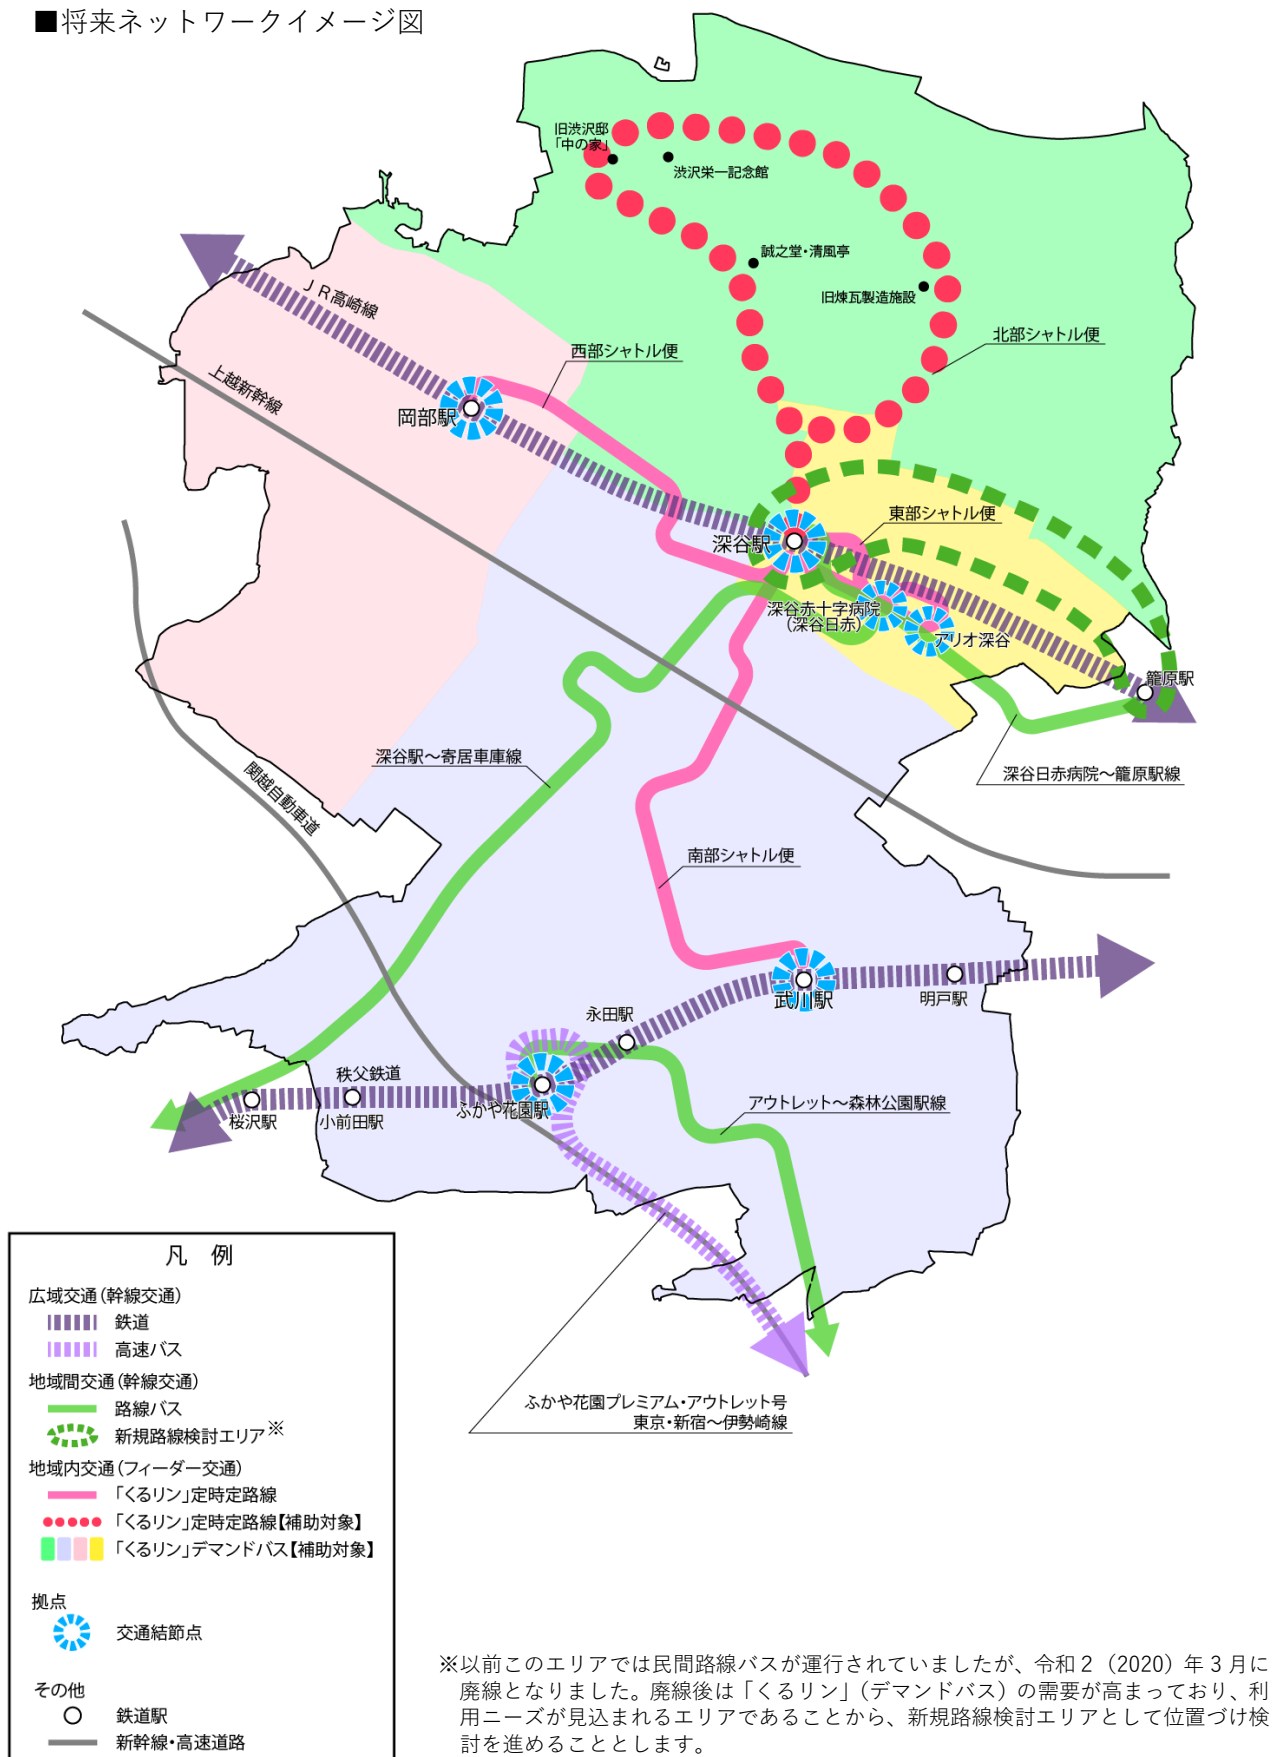 ■将来ネットワークイメージ図
旧渋沢邸
「中の家」
渋沢栄一記念館
誠之堂・清風亭
旧煉瓦製造施設
JR高崎線
北部シャトル便
西部シャトル便
上越新幹線
岡部駅
東部シャトル便
深谷駅
深谷赤十字病院
(深谷日赤)
アリオ深谷
籠原駅
深谷駅〜寄居車庫線
深谷日赤病院〜籠原駅線
関越自動車道
南部シャトル便
武川駅
明戸駅
永田駅
秩父鉄道
ふかや花園駅
桜沢駅
小前田駅
アウトレット〜森林公園駅線
ふかや花園プレミアム・アウトレット号
東京・新宿〜伊勢崎線
凡 例
広域交通(幹線交通)
鉄道
高速バス
地域間交通(幹線交通)
路線バス
新規路線検討エリア※
地域内交通(フィーダー交通)
「くるリン」定時定路線
「くるリン」定時定路線【補助対象】
「くるリン」デマンドバス【補助対象】
拠点
交通結節点
その他
鉄道駅
新幹線・高速道路
※以前このエリアでは民間路線バスが運行されていましたが、令和2(2020)年3月に
廃線となりました。廃線後は「くるリン」(デマンドバス)の需要が高まっており、利
用ニーズが見込まれるエリアであることから、新規路線検討エリアとして位置づけ検
討を進めることとします。